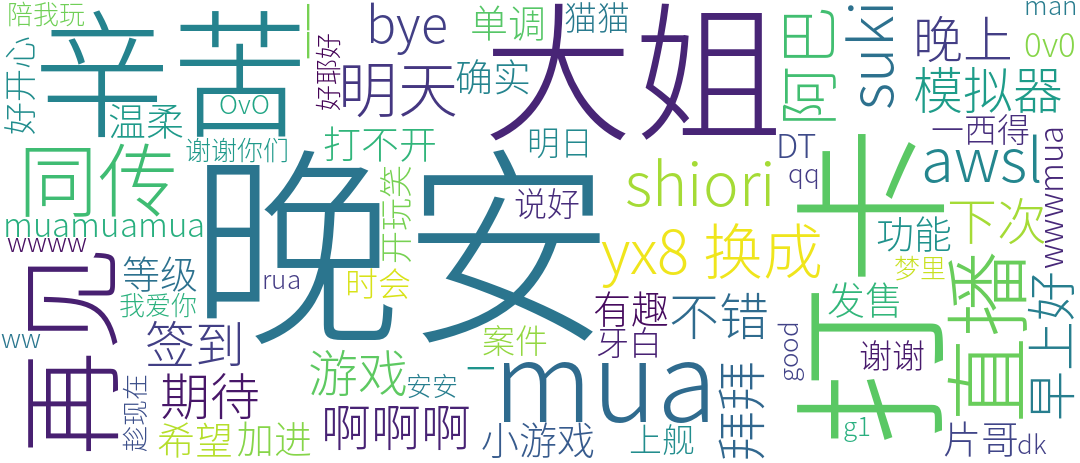 陪我玩
辛苦
bye
单调
猫猫
大姐
suki
man
晚上
0v0
好开心
OvO
好耶好
明天
确实
阿巴
模拟器
温柔
谢谢你们
打不开
明日
DT
一西得
同传
晚安
开玩笑
说好
shiori
qq
打卡
awsl
wwwmua
muamuamua
wwww
yx8
换成
功能
下次
再见
等级
rua
时会
梦里
直播
我爱你
有趣
不错
发售
早上好
ww
签到
案件
牙白
good
谢谢
游戏
安安
一
mua
拜拜
趁现在
期待
希望
加进
啊啊啊
小游戏
上舰
g1
片哥
dk